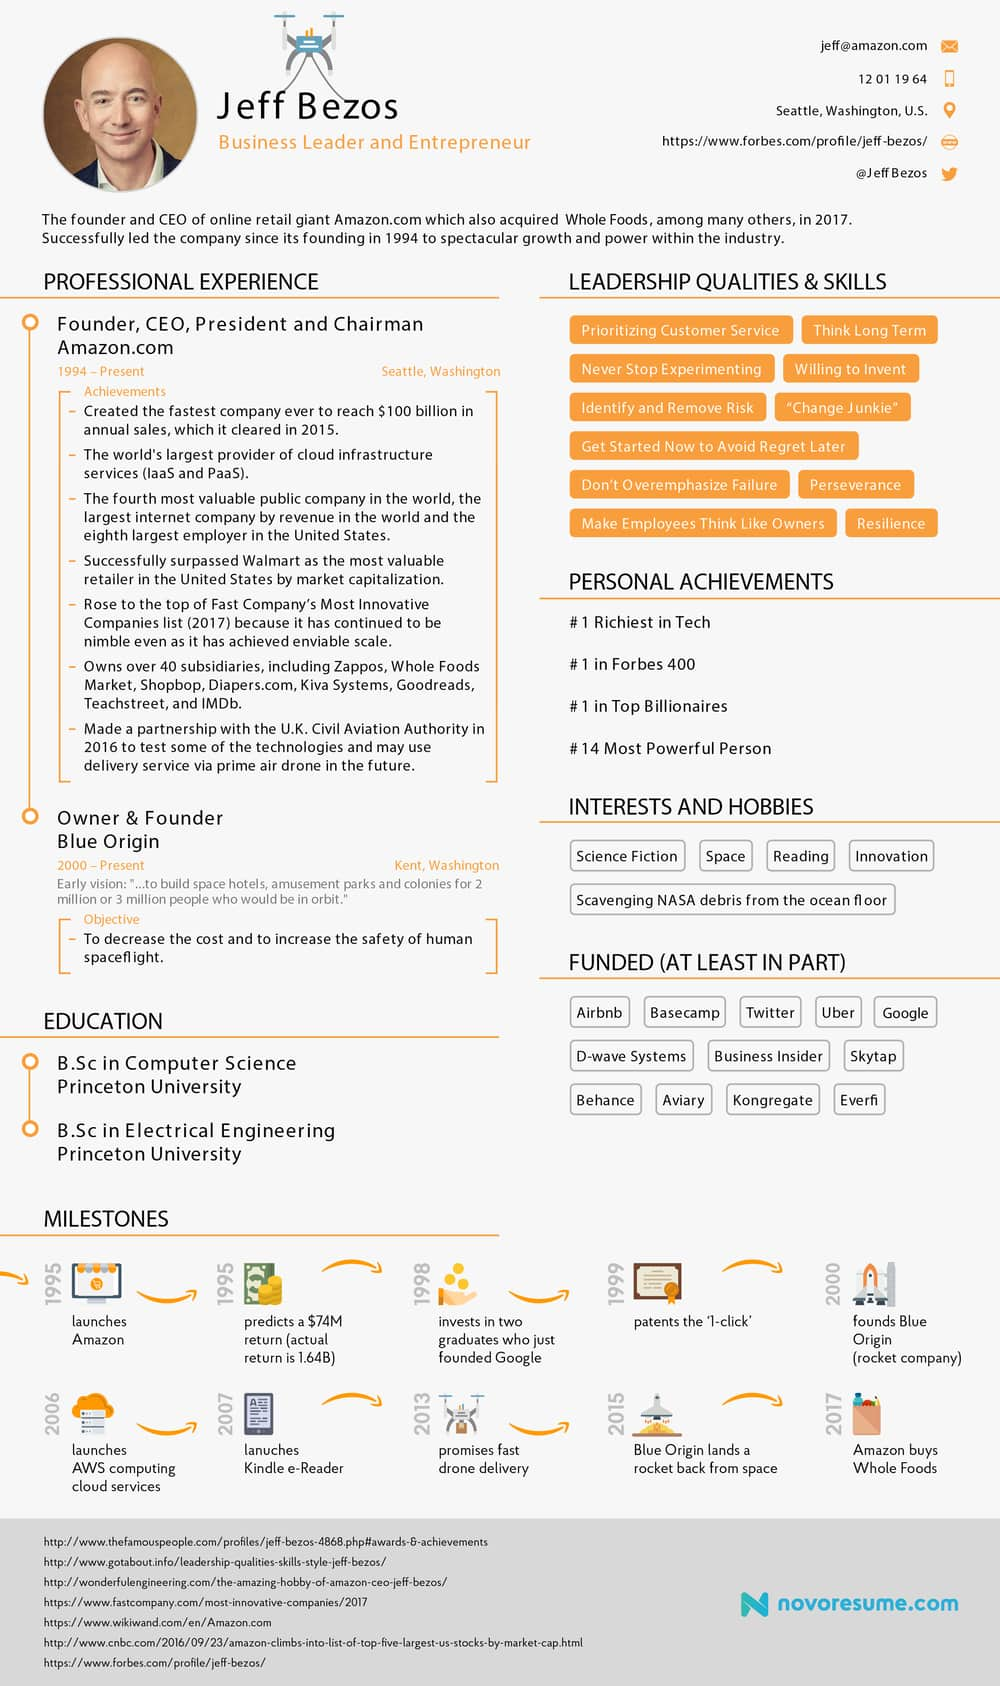 Jeff Bezos
Business Leader and Entrepreneur
jeff@amazon.com
12 01 19 64
Seattle, Washington, U.S.
https://www.forbes.com/profile/jeff-bezos/
@Jeff Bezos
The founder and CEO of online retail giant Amazon.com which also acquired Whole Foods, among many others, in 2017.
Successfully led the company since its founding in 1994 to spectacular growth and power within the industry.
PROFESSIONAL EXPERIENCE
Founder, CEO, President and Chairman
Amazon.com
1994 – Present
Seattle, Washington
Achievements
– Created the fastest company ever to reach $100 billion in
annual sales, which it cleared in 2015.
– The world's largest provider of cloud infrastructure
services (IaaS and PaaS).
– The fourth most valuable public company in the world, the
largest internet company by revenue in the world and the
eighth largest employer in the United States.
– Successfully surpassed Walmart as the most valuable
retailer in the United States by market capitalization.
– Rose to the top of Fast Company's Most Innovative
Companies list (2017) because it has continued to be
nimble even as it has achieved enviable scale.
– Owns over 40 subsidiaries, including Zappos, Whole Foods
Market, Shopbop, Diapers.com, Kiva Systems, Goodreads,
Teachstreet, and IMDb.
– Made a partnership with the U.K. Civil Aviation Authority in
2016 to test some of the technologies and may use
delivery service via prime air drone in the future.
Owner & Founder
Blue Origin
2000 – Present
Kent, Washington
Early vision: "...to build space hotels, amusement parks and colonies for 2
million or 3 million people who would be in orbit."
Objective
– To decrease the cost and to increase the safety of human
spaceflight.
EDUCATION
B.Sc in Computer Science
Princeton University
B.Sc in Electrical Engineering
Princeton University
LEADERSHIP QUALITIES & SKILLS
Prioritizing Customer Service
Think Long Term
Never Stop Experimenting
Willing to Invent
Identify and Remove Risk
“Change Junkie”
Get Started Now to Avoid Regret Later
Don't Overemphasize Failure
Perseverance
Make Employees Think Like Owners
Resilience
PERSONAL ACHIEVEMENTS
# 1 Richest in Tech
# 1 in Forbes 400
# 1 in Top Billionaires
# 14 Most Powerful Person
INTERESTS AND HOBBIES
Science Fiction
Space
Reading
Innovation
Scavenging NASA debris from the ocean floor
FUNDED (AT LEAST IN PART)
Airbnb
Basecamp
Twitter
Uber
Google
D-wave Systems
Business Insider
Skytap
Behance
Aviary
Kongregate
Everfi
MILESTONES
1995
launches
Amazon
1995
predicts a $74M
return (actual
return is 1.64B)
1998
invests in two
graduates who just
founded Google
1999
patents the ‘1-click’
2000
founds Blue
Origin
(rocket company)
2006
launches
AWS computing
cloud services
2007
lanuches
Kindle e-Reader
2013
promises fast
drone delivery
2015
Blue Origin lands a
rocket back from space
2017
Amazon buys
Whole Foods
http://www.thefamouspeople.com/profiles/jeff-bezos-4868.php#awards-&-achievements
http://www.gotabout.info/leadership-qualities-skills-style-jeff-bezos/
http://wonderfulengineering.com/the-amazing-hobby-of-amazon-ceo-jeff-bezos/
https://www.fastcompany.com/most-innovative-companies/2017
https://www.wikiwand.com/en/Amazon.com
http://www.cnbc.com/2016/09/23/amazon-climbs-into-list-of-top-five-largest-us-stocks-by-market-cap.html
https://www.forbes.com/profile/jeff-bezos/
novoresume.com